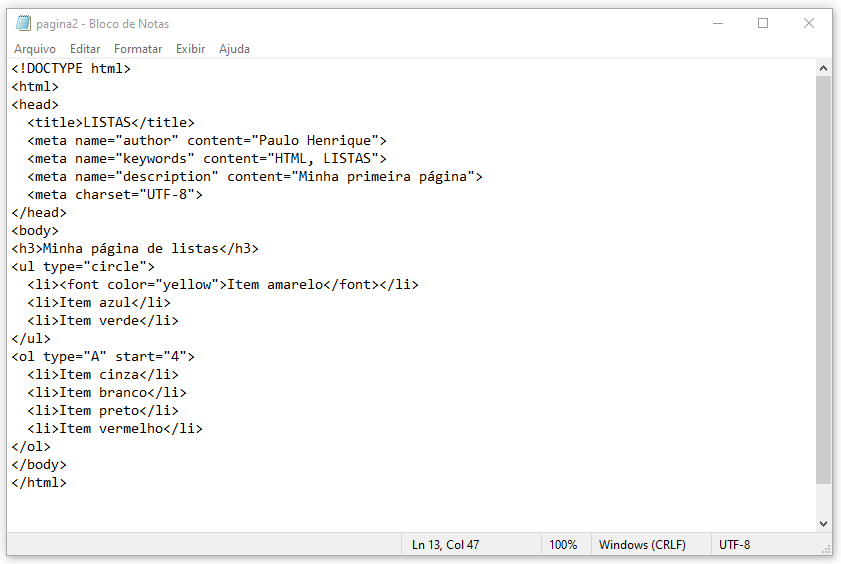 pagina2 - Bloco de Notas
Arquivo Editar Formatar Exibir Ajuda
<!DOCTYPE html>
<html>
<head>
  <title>LISTAS</title>
  <meta name="author" content="Paulo Henrique">
  <meta name="keywords" content="HTML, LISTAS">
  <meta name="description" content="Minha primeira página">
  <meta charset="UTF-8">
</head>
<body>
<h3>Minha página de listas</h3>
<ul type="circle">
  <li><font color="yellow">Item amarelo</font></li>
  <li>Item azul</li>
  <li>Item verde</li>
</ul>
<ol type="A" start="4">
  <li>Item cinza</li>
  <li>Item branco</li>
  <li>Item preto</li>
  <li>Item vermelho</li>
</ol>
</body>
</html>
Ln 13, Col 47 100% Windows (CRLF) UTF-8